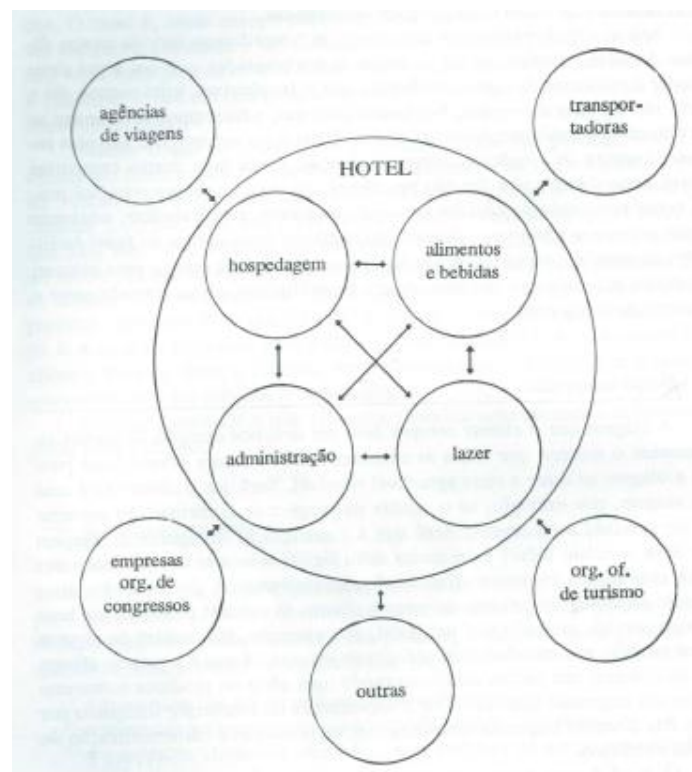 agências
de viagens
transpor-
tadoras
HOTEL
hospedagem
alimentos
e bebidas
administração
lazer
empresas
org. de
congressos
org. of.
de turismo
outras